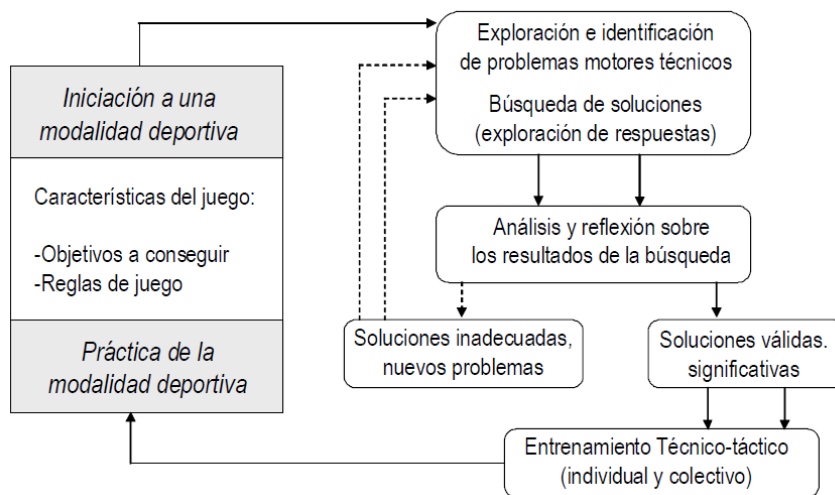 Iniciación a una
modalidad deportiva
Características del juego:
-Objetivos a conseguir
-Reglas de juego
Práctica de la
modalidad deportiva
Exploración e identificación
de problemas motores técnicos
Búsqueda de soluciones
(exploración de respuestas)
Análisis y reflexión sobre
los resultados de la búsqueda
Soluciones inadecuadas,
nuevos problemas
Soluciones válidas.
significativas
Entrenamiento Técnico-táctico
(individual y colectivo)